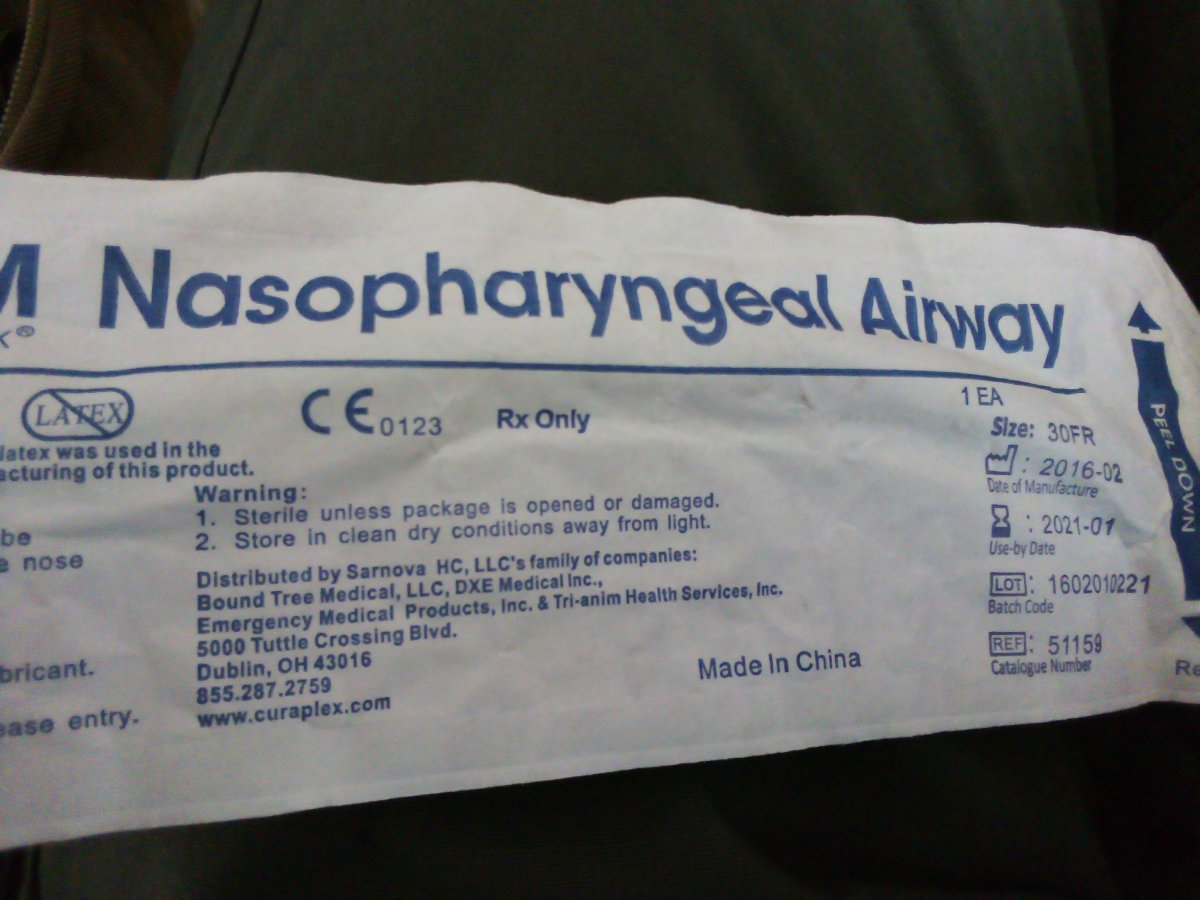 M Nasopharyngeal Airway
LATEX
CE 0123
Rx Only
1 EA
latex was used in the
acturing of this product.
Warning:
1. Sterile unless package is opened or damaged.
2. Store in clean dry conditions away from light.
be
e nose
Distributed by Sarnova HC, LLC's family of companies:
Bound Tree Medical, LLC, DXE Medical Inc.,
Emergency Medical Products, Inc. & Tri-anim Health Services, Inc.
5000 Tuttle Crossing Blvd.
Dublin, OH 43016
855.287.2759
www.curaplex.com
bricant.
ease entry.
Made In China
Size: 30FR
: 2016-02
Date of Manufacture
: 2021-01
Use-by Date
LOT: 1602010221
Batch Code
REF: 51159
Catalogue Number
PEEL DOWN
Re